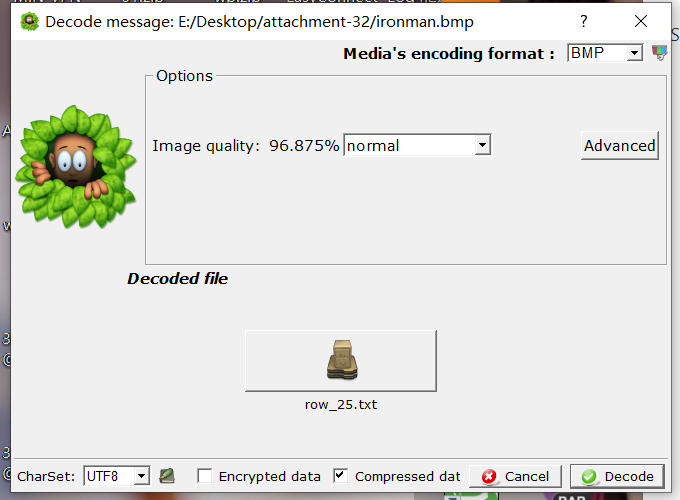 Decode message: E:/Desktop/attachment-32/ironman.bmp
?
Media's encoding format :
BMP
Options
Image quality: 96.875%
normal
Advanced
Decoded file
row_25.txt
CharSet:
UTF8
Encrypted data
Compressed dat
Cancel
Decode